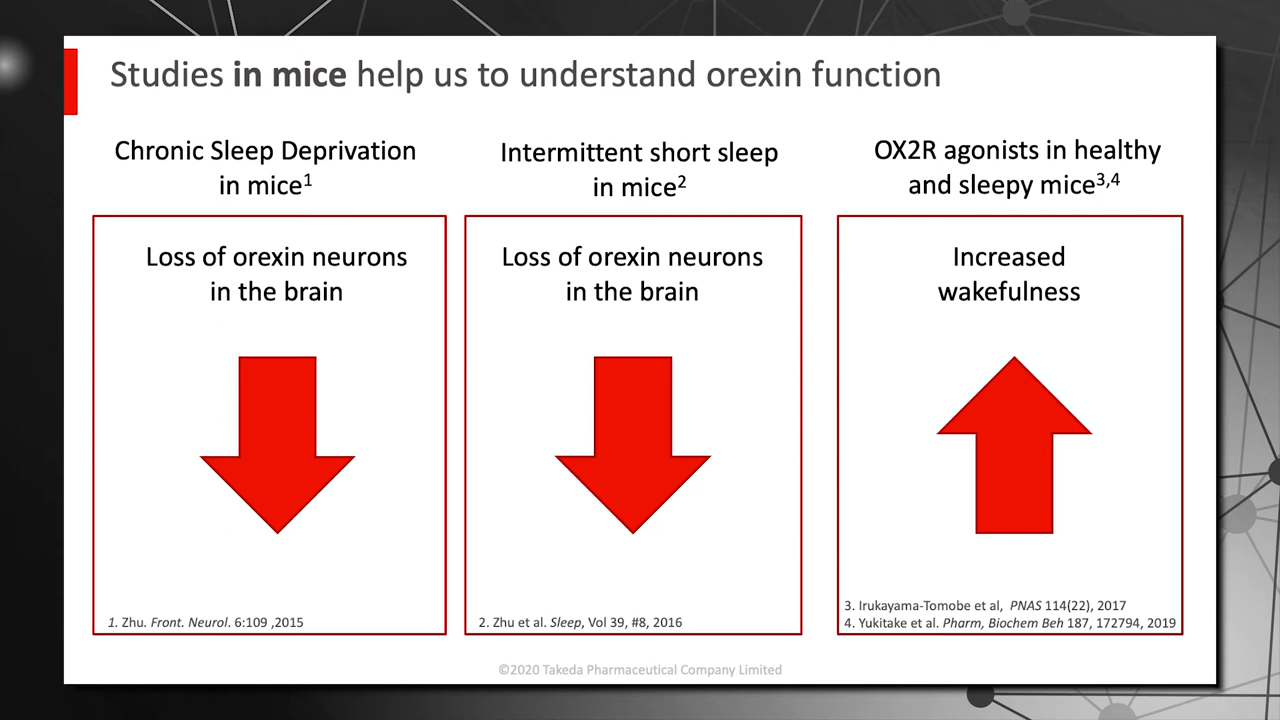 Studies in mice help us to understand orexin function
Chronic Sleep Deprivation
in mice¹
Loss of orexin neurons
in the brain
1. Zhu. Front. Neurol. 6:109 ,2015
Intermittent short sleep
in mice²
Loss of orexin neurons
in the brain
2. Zhu et al. Sleep, Vol 39, #8, 2016
OX2R agonists in healthy
and sleepy mice³,⁴
Increased
wakefulness
3. Irukayama-Tomobe et al, PNAS 114(22), 2017
4. Yukitake et al. Pharm, Biochem Beh 187, 172794, 2019
©2020 Takeda Pharmaceutical Company Limited